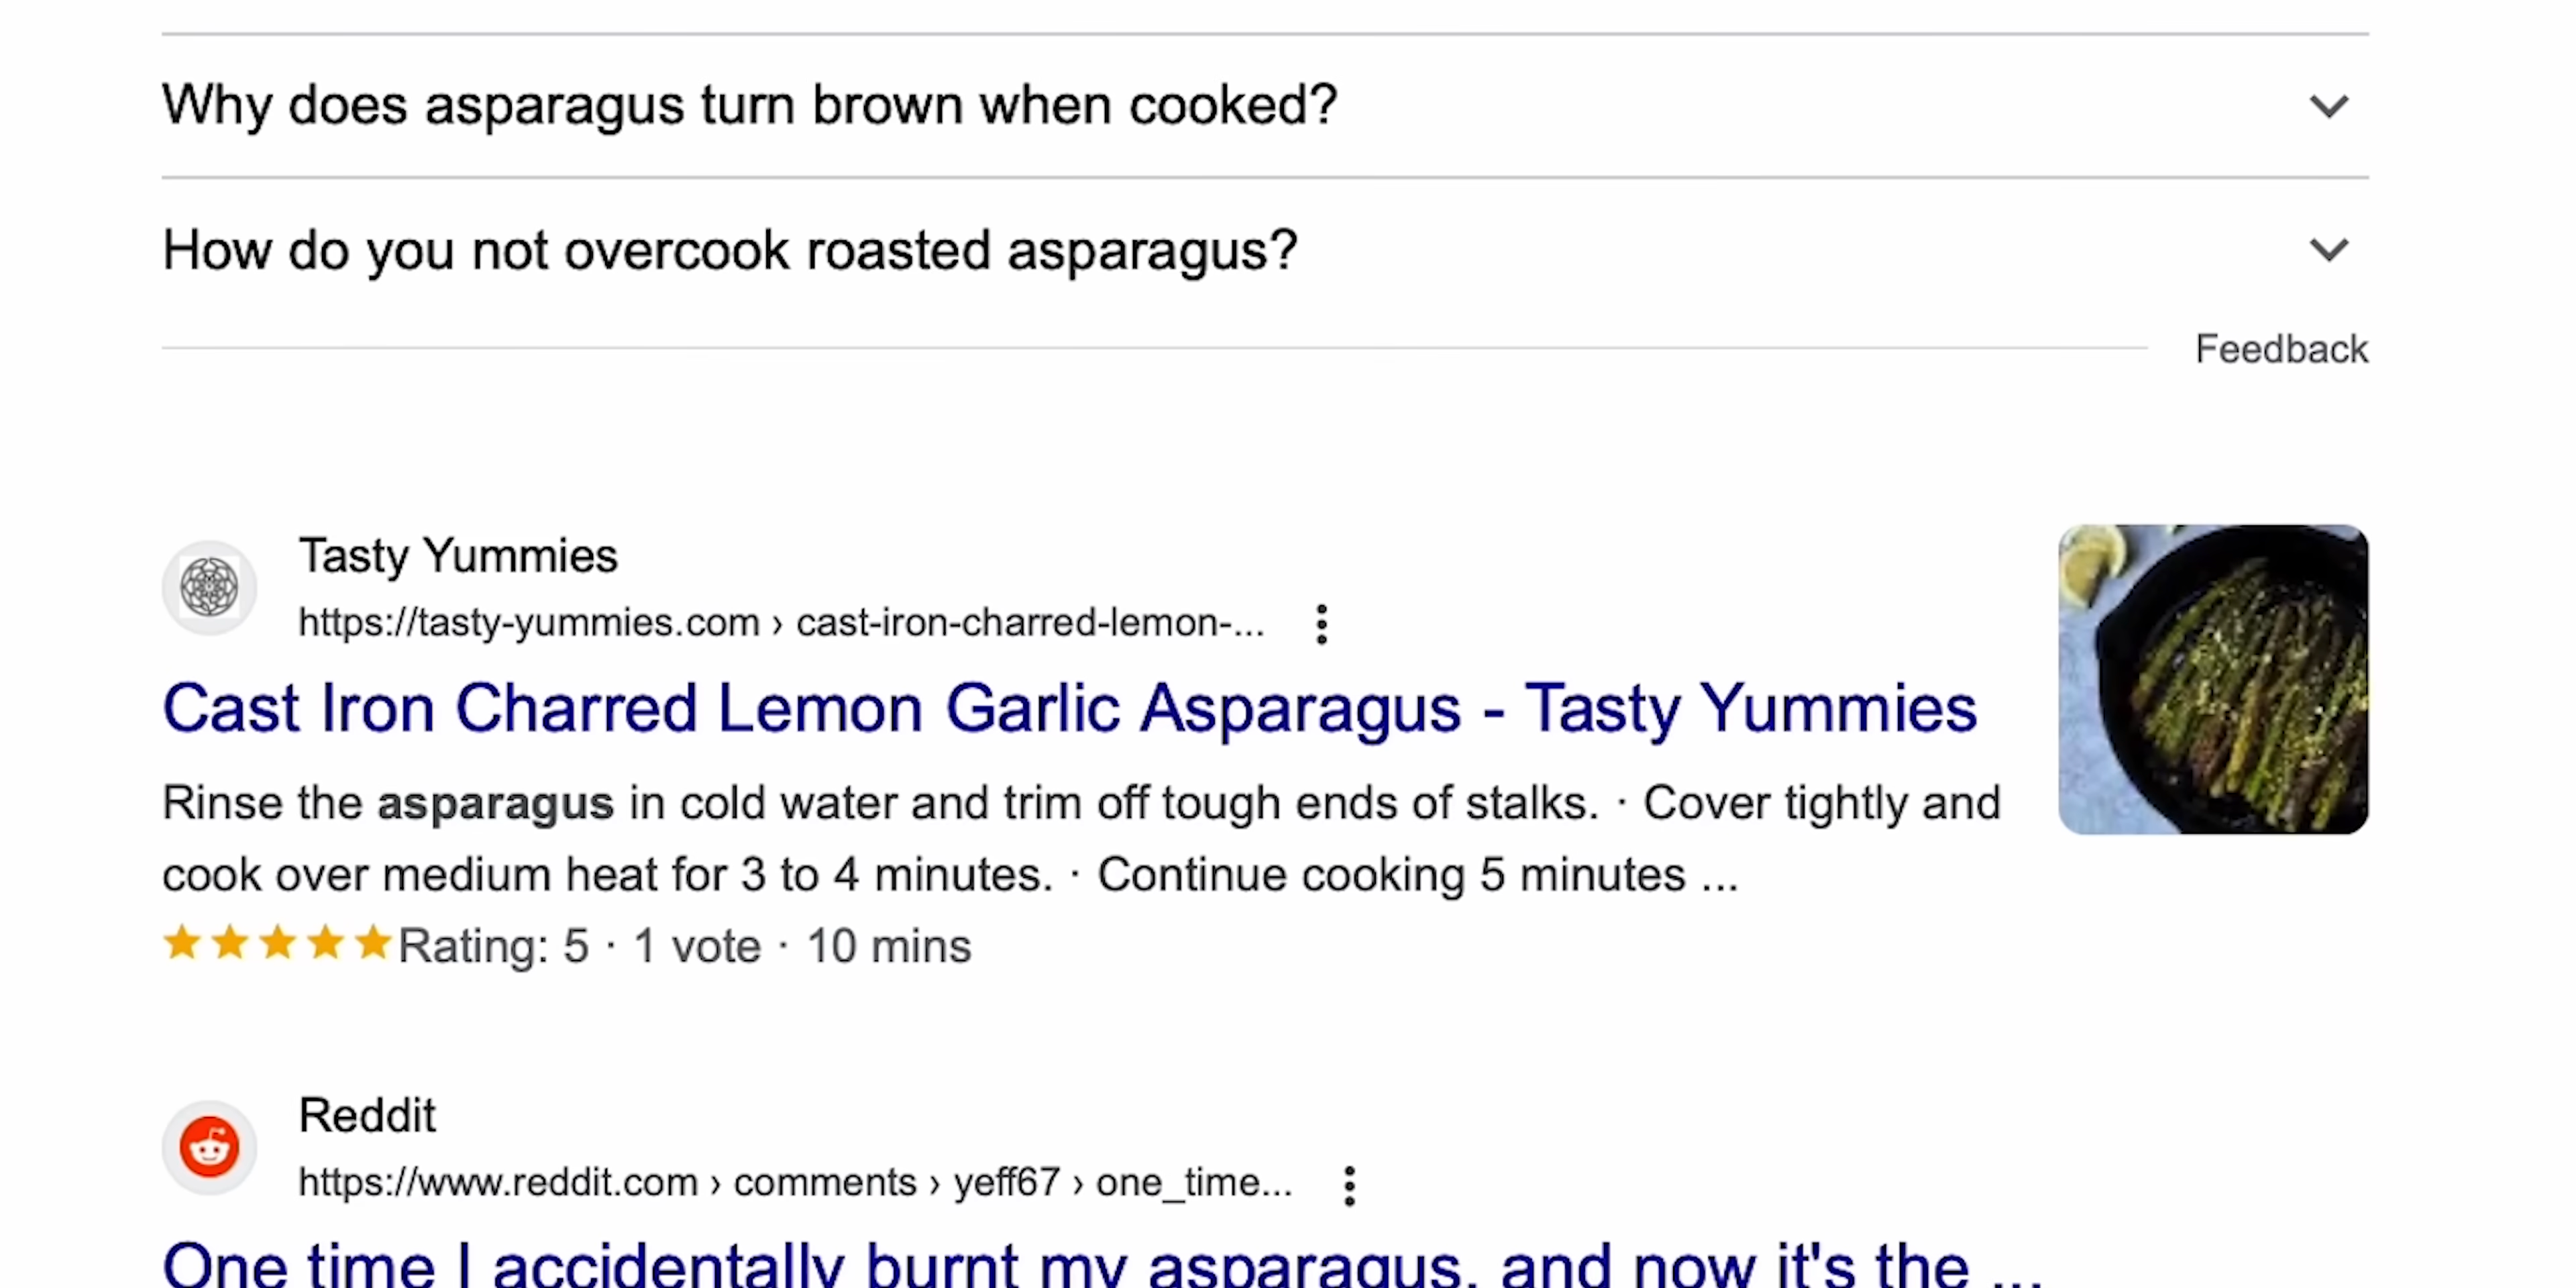 Why does asparagus turn brown when cooked?
How do you not overcook roasted asparagus?
Feedback
Tasty Yummies
https://tasty-yummies.com › cast-iron-charred-lemon-...
Cast Iron Charred Lemon Garlic Asparagus - Tasty Yummies
Rinse the asparagus in cold water and trim off tough ends of stalks. · Cover tightly and
cook over medium heat for 3 to 4 minutes. · Continue cooking 5 minutes ...
Rating: 5 · 1 vote · 10 mins
Reddit
https://www.reddit.com › comments › yeff67 › one_time...
One time I accidentally burnt my asparagus, and now it's the ...